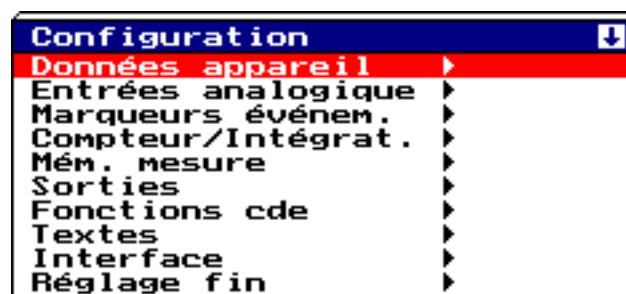 Configuration
Données appareil
Entrées analogique
Marqueurs événem.
Compteur/Intégrat.
Mém. mesure
Sorties
Fonctions cde
Textes
Interface
Réglage fin